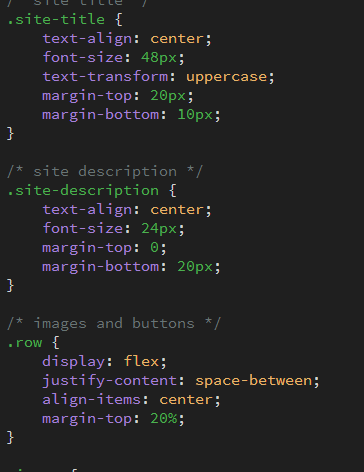 /* site title */
.site-title {
    text-align: center;
    font-size: 48px;
    text-transform: uppercase;
    margin-top: 20px;
    margin-bottom: 10px;
}

/* site description */
.site-description {
    text-align: center;
    font-size: 24px;
    margin-top: 0;
    margin-bottom: 20px;
}

/* images and buttons */
.row {
    display: flex;
    justify-content: space-between;
    align-items: center;
    margin-top: 20%;
}